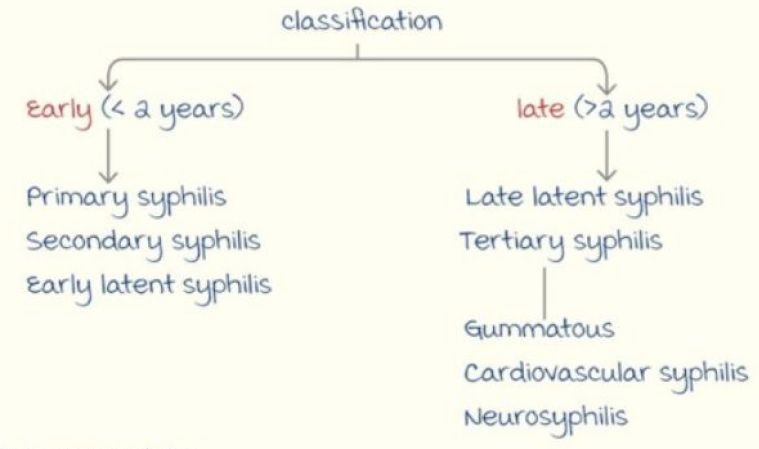 classification
Early (< 2 years)
late (>2 years)
Primary syphilis
Secondary syphilis
Early latent syphilis
Late latent syphilis
Tertiary syphilis
Gummatous
Cardiovascular syphilis
Neurosyphilis